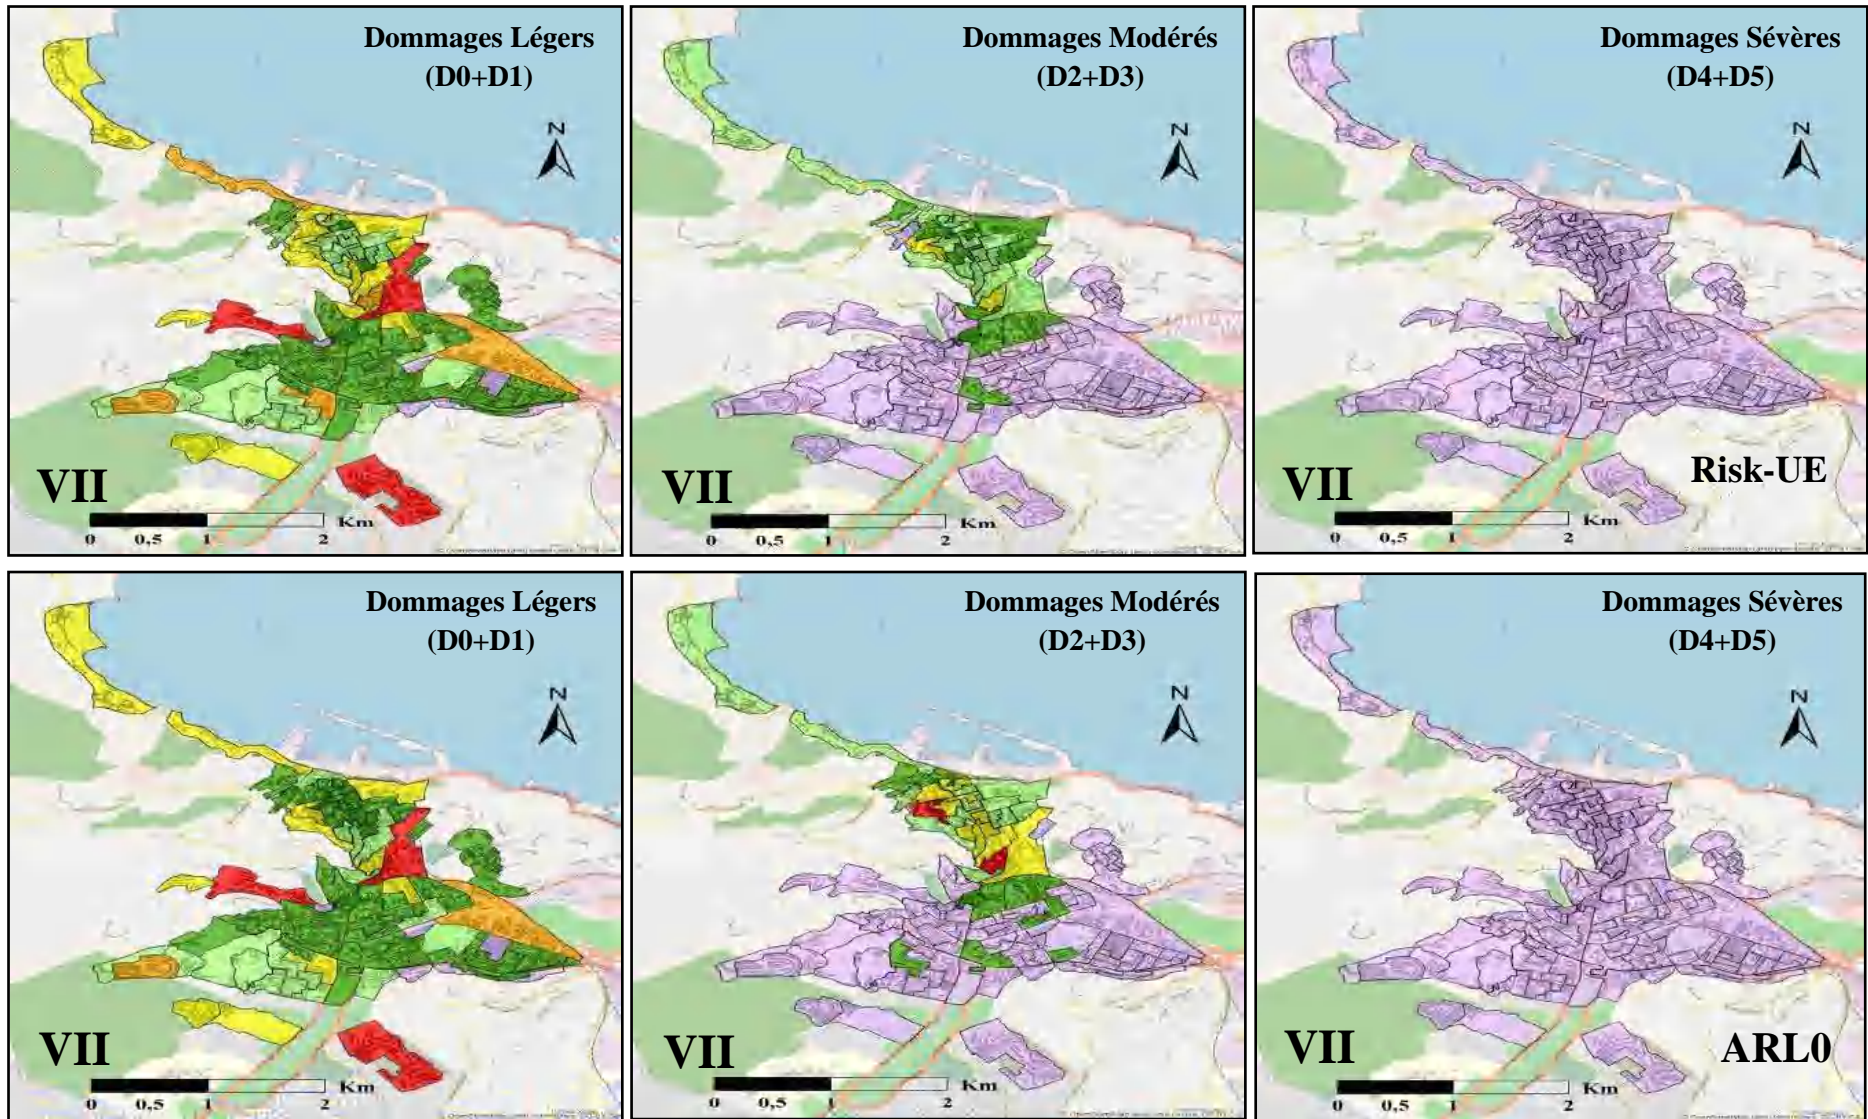 Dommages Légers
(D0+D1)
N
VII
Km
0 0,5 1 2
Dommages Modérés
(D2+D3)
N
VII
Km
0 0,5 1 2
Dommages Sévères
(D4+D5)
N
Risk-UE
VII
Km
0 0,5 1 2
Dommages Légers
(D0+D1)
N
VII
Km
0 0,5 1 2
Dommages Modérés
(D2+D3)
N
VII
Km
0 0,5 1 2
Dommages Sévères
(D4+D5)
N
VII
ARL0
Km
0 0,5 1 2